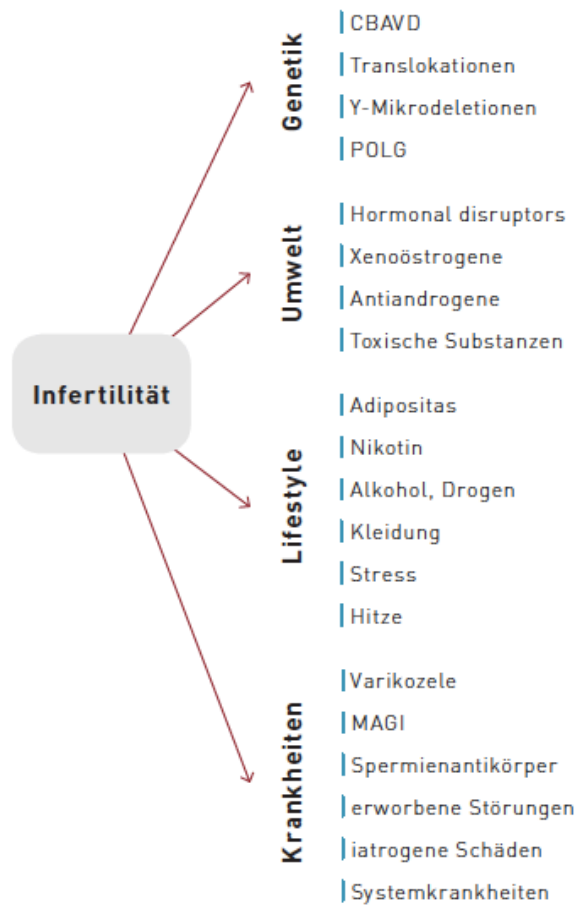 Infertilität
Genetik
CBAVD
Translokationen
Y-Mikrodeletionen
POLG
Umwelt
Hormonal disruptors
Xenoöstrogene
Antiandrogene
Toxische Substanzen
Lifestyle
Adipositas
Nikotin
Alkohol, Drogen
Kleidung
Stress
Hitze
Krankheiten
Varikozele
MAGI
Spermienantikörper
erworbene Störungen
iatrogene Schäden
Systemkrankheiten